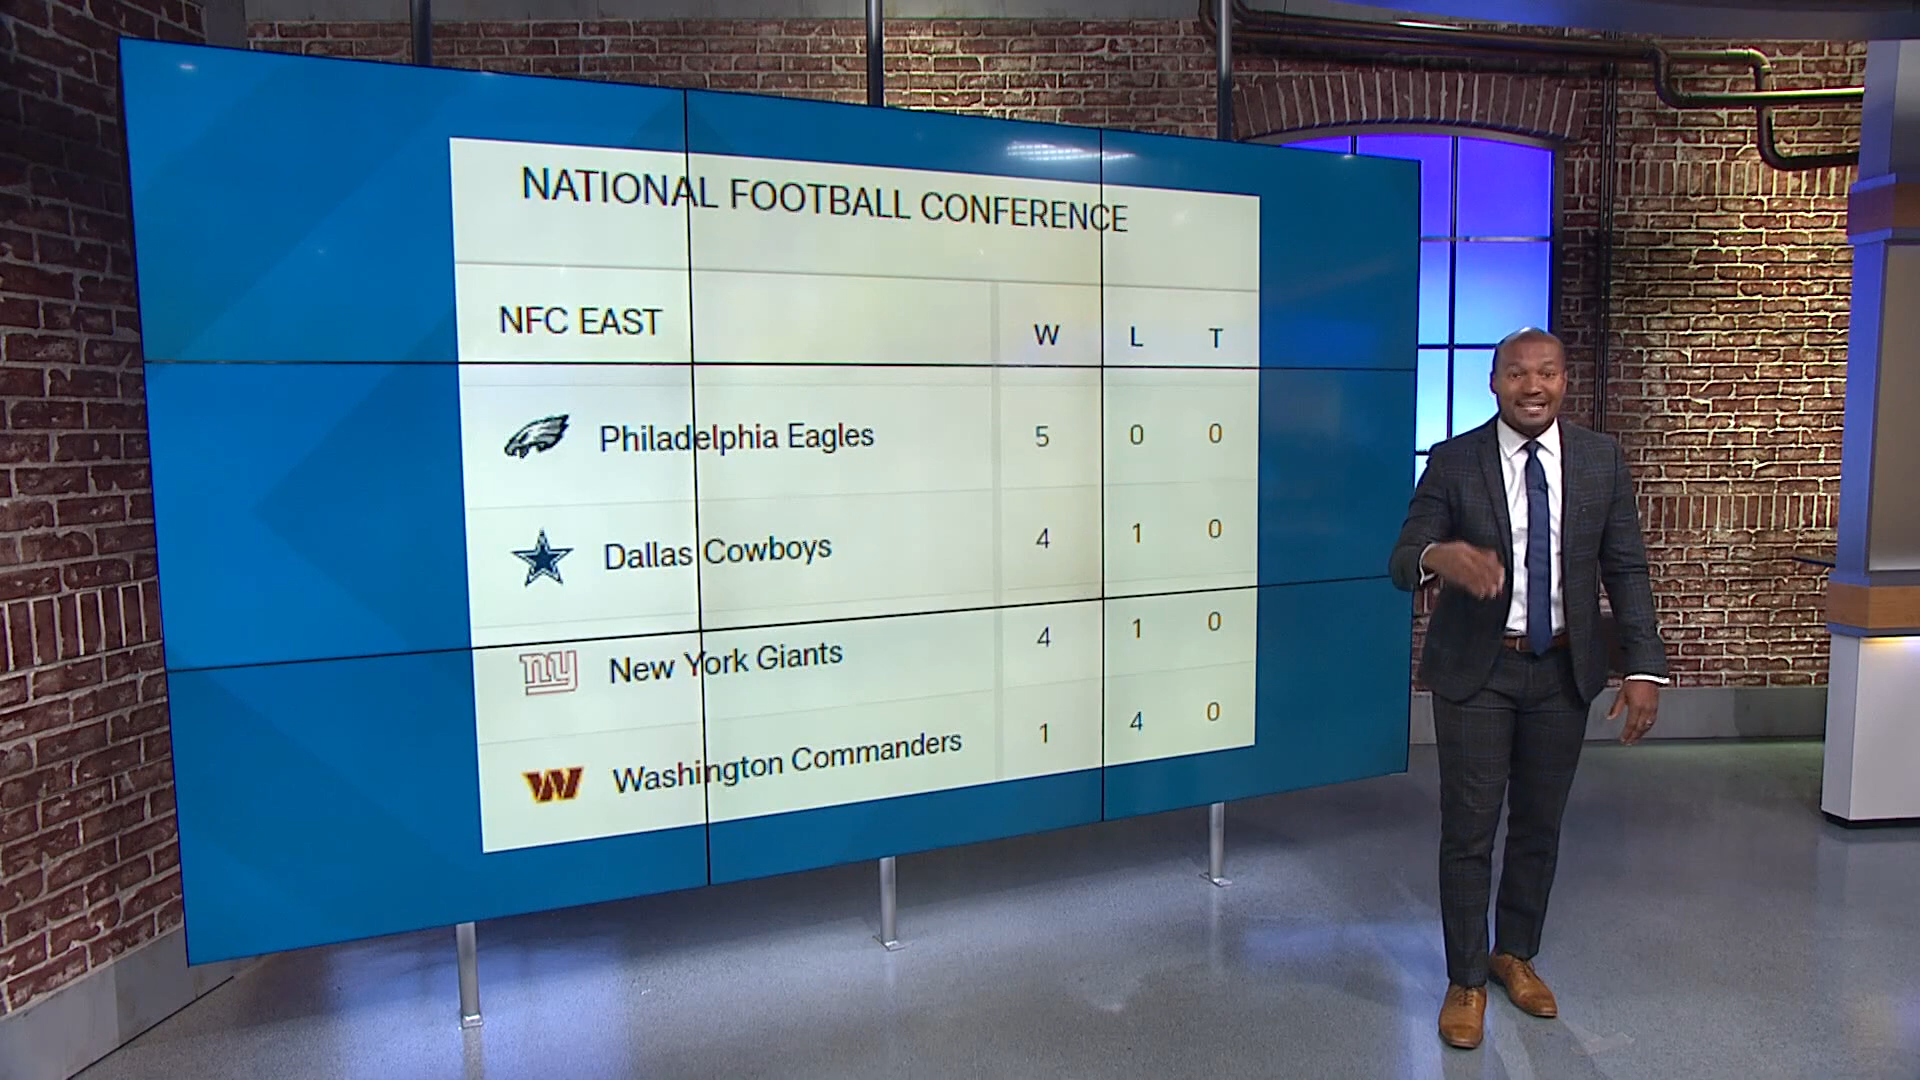 NATIONAL FOOTBALL CONFERENCE
NFC EAST W L T
Philadelphia Eagles 5 0 0
Dallas Cowboys 4 1 0
ny New York Giants 4 1 0
W Washington Commanders 1 4 0